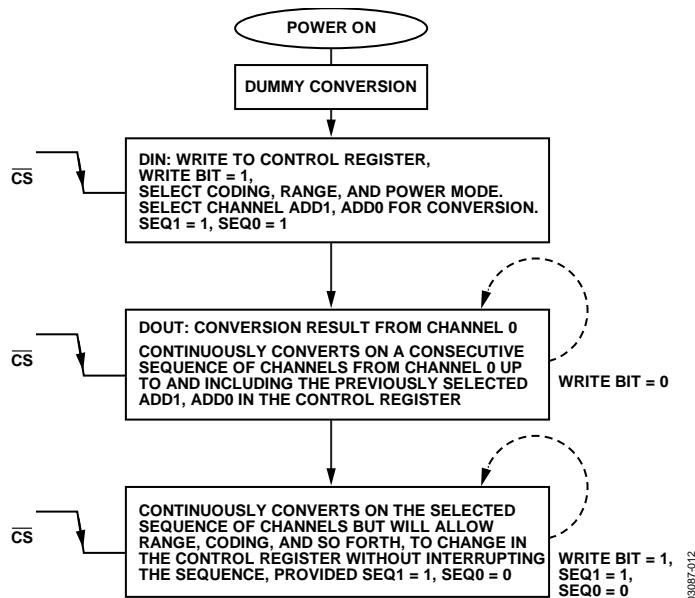 POWER ON
DUMMY CONVERSION
CS
DIN: WRITE TO CONTROL REGISTER,
WRITE BIT = 1,
SELECT CODING, RANGE, AND POWER MODE.
SELECT CHANNEL ADD1, ADD0 FOR CONVERSION.
SEQ1 = 1, SEQ0 = 1
CS
DOUT: CONVERSION RESULT FROM CHANNEL 0
CONTINUOUSLY CONVERTS ON A CONSECUTIVE
SEQUENCE OF CHANNELS FROM CHANNEL 0 UP
TO AND INCLUDING THE PREVIOUSLY SELECTED
ADD1, ADD0 IN THE CONTROL REGISTER
WRITE BIT = 0
CS
CONTINUOUSLY CONVERTS ON THE SELECTED
SEQUENCE OF CHANNELS BUT WILL ALLOW
RANGE, CODING, AND SO FORTH, TO CHANGE IN
THE CONTROL REGISTER WITHOUT INTERRUPTING
THE SEQUENCE, PROVIDED SEQ1 = 1, SEQ0 = 0
WRITE BIT = 1,
SEQ1 = 1,
SEQ0 = 0
03087-012